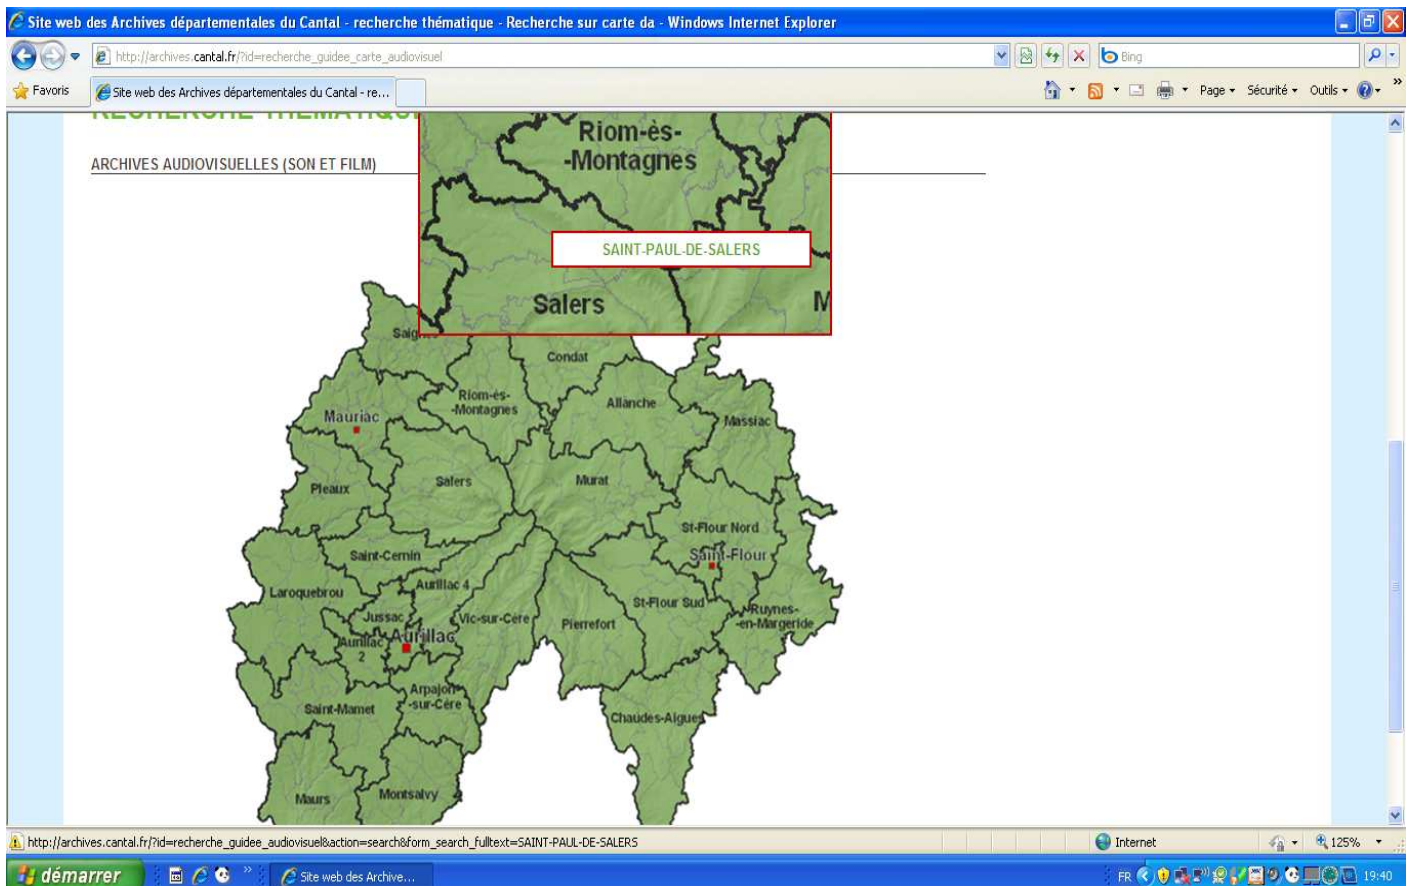 Site web des Archives départementales du Cantal - recherche thématique - Recherche sur carte da - Windows Internet Explorer
http://archives.cantal.fr/?id=recherche_guidee_carte_audiovisuel
Bing
Favoris
Site web des Archives départementales du Cantal - re...
Page
Sécurité
Outils
»
RECHERCHE THÉMATIQU
ARCHIVES AUDIOVISUELLES (SON ET FILM)
Riom-ès-
-Montagnes
SAINT-PAUL-DE-SALERS
Salers
M
Saign
Condat
Riom-ès-
-Montagnes
Allanche
Mauriac
Massiac
Pleaux
Salers
Murat
St-Flour Nord
Saint-Flour
Saint-Cernin
Aurillac 4
Laroquebrou
Jussac
Vic-sur-Cère
St-Flour Sud
Ruynes-
-en-Margeride
Pierrefort
Aurillac
Aurillac
2
Arpajon
-sur-Cère
Saint-Mamet
Chaudes-Aigues
Maurs
Montsalvy
http://archives.cantal.fr/?id=recherche_guidee_audiovisuel&action=search&form_search_fulltext=SAINT-PAUL-DE-SALERS
Internet
125%
démarrer
»
Site web des Archive...
FR
19:40